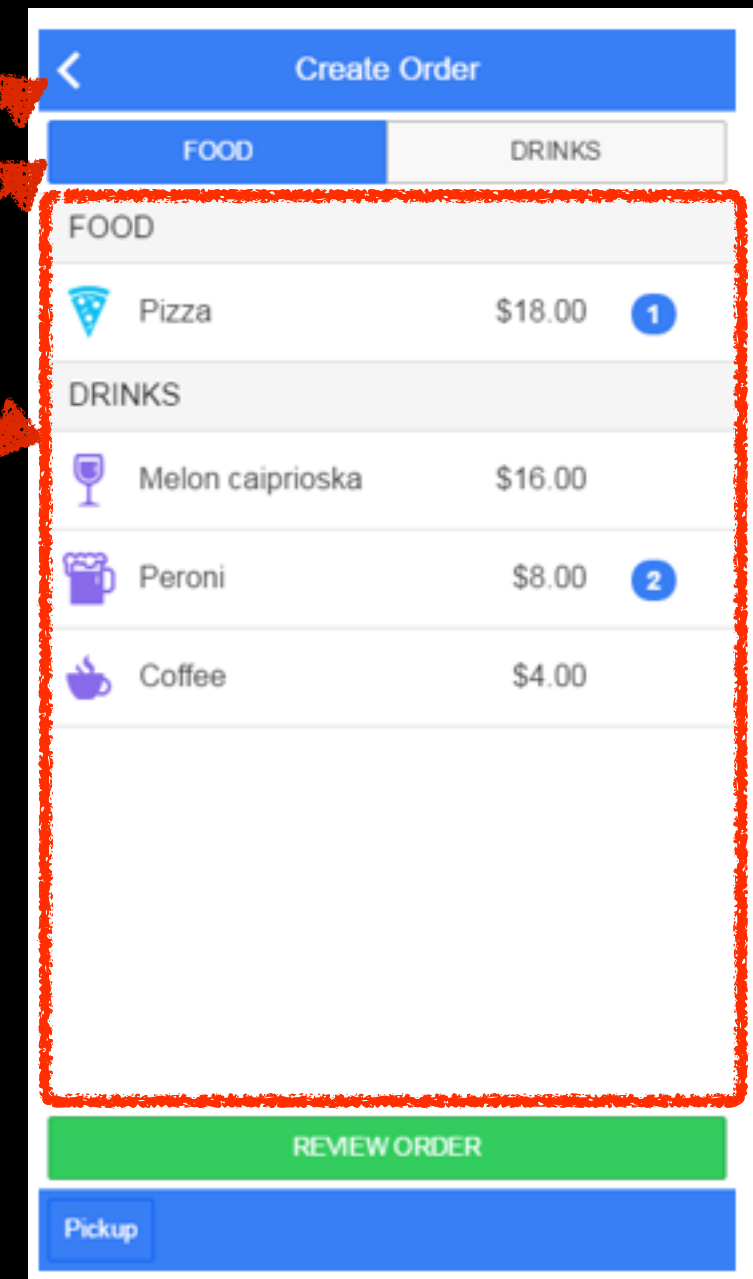 Create Order
FOOD DRINKS
FOOD
Pizza $18.00 1
DRINKS
Melon caiprioska $16.00
Peroni $8.00 2
Coffee $4.00
REVIEW ORDER
Pickup